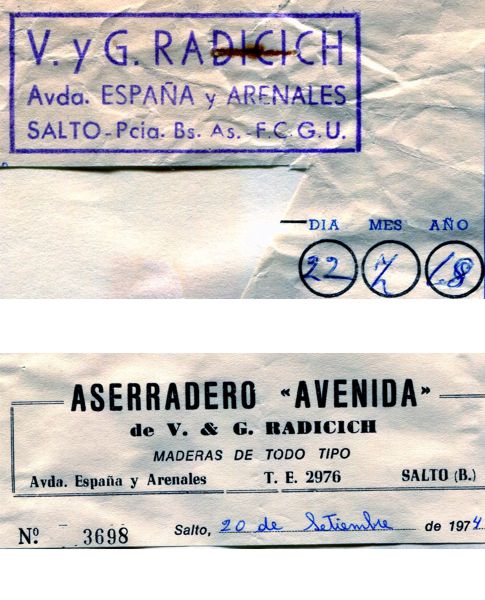 V. y G. RADICICH
Avda. ESPAÑA y ARENALES
SALTO - Pcia. Bs. As. - F.C.G.U.
DIA MES AÑO
22 7 68
ASERRADERO «AVENIDA»
de V. & G. RADICICH
MADERAS DE TODO TIPO
Avda. España y Arenales T. E. 2976 SALTO (B.)
Nº. 3698 Salto, 20 de Setiembre de 1974